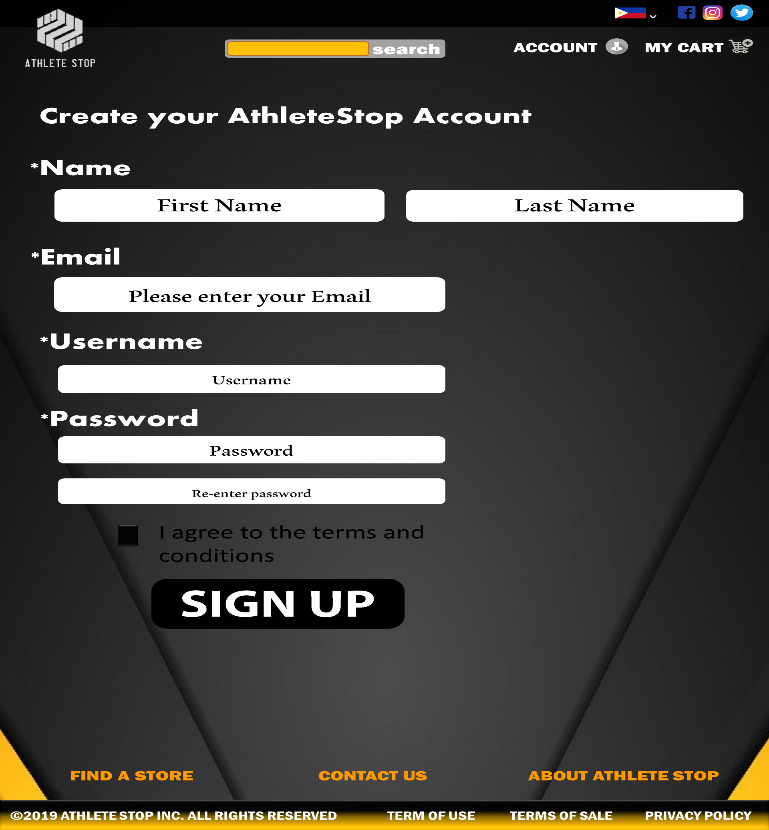 ATHLETE STOP
search
ACCOUNT
MY CART
Create your AthleteStop Account
*Name
First Name
Last Name
*Email
Please enter your Email
*Username
Username
*Password
Password
Re-enter password
I agree to the terms and
conditions
SIGN UP
FIND A STORE
CONTACT US
ABOUT ATHLETE STOP
©2019 ATHLETE STOP INC. ALL RIGHTS RESERVED
TERM OF USE
TERMS OF SALE
PRIVACY POLICY